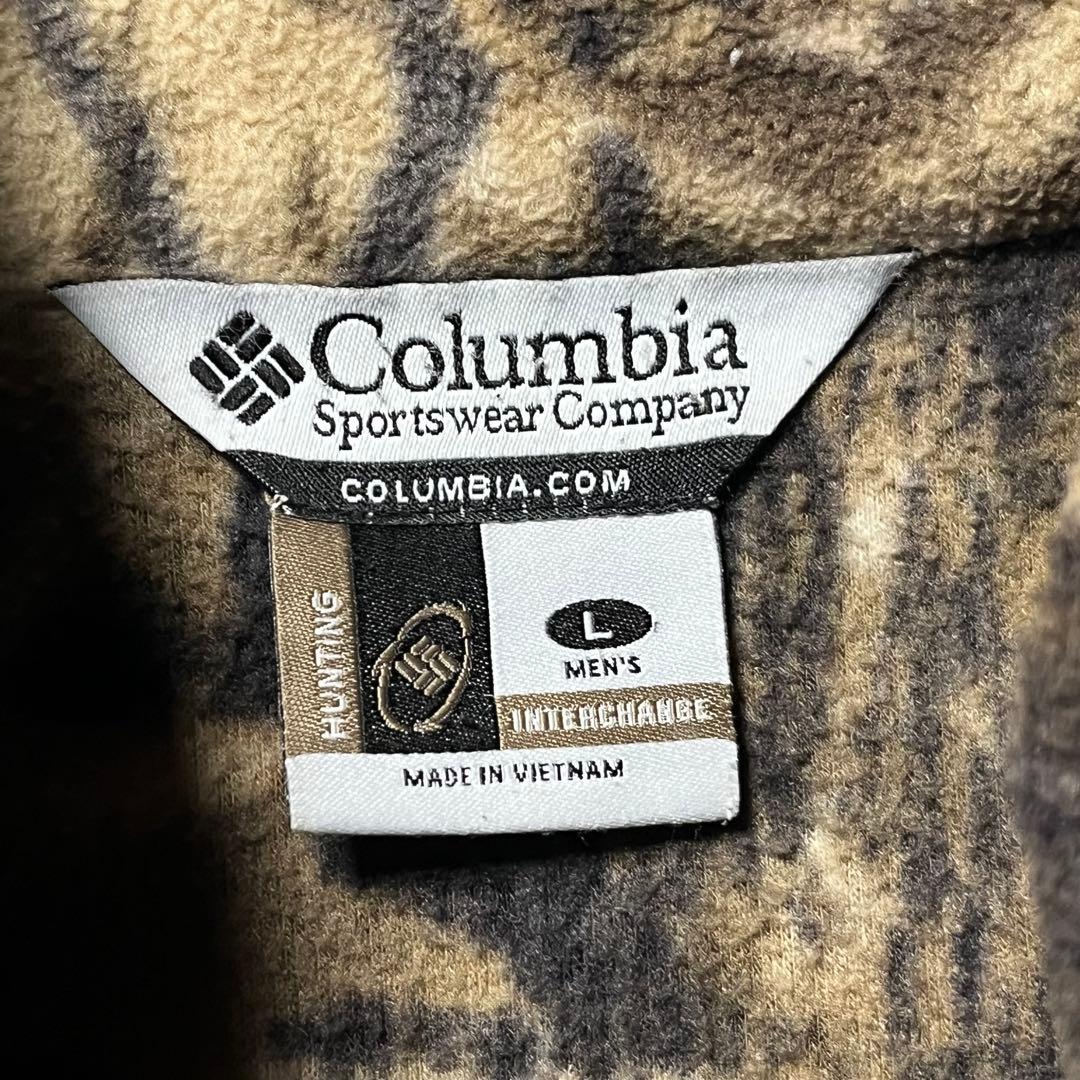 Columbia
Sportswear Company
COLUMBIA.COM
HUNTING
L
MEN'S
INTERCHANGE
MADE IN VIETNAM